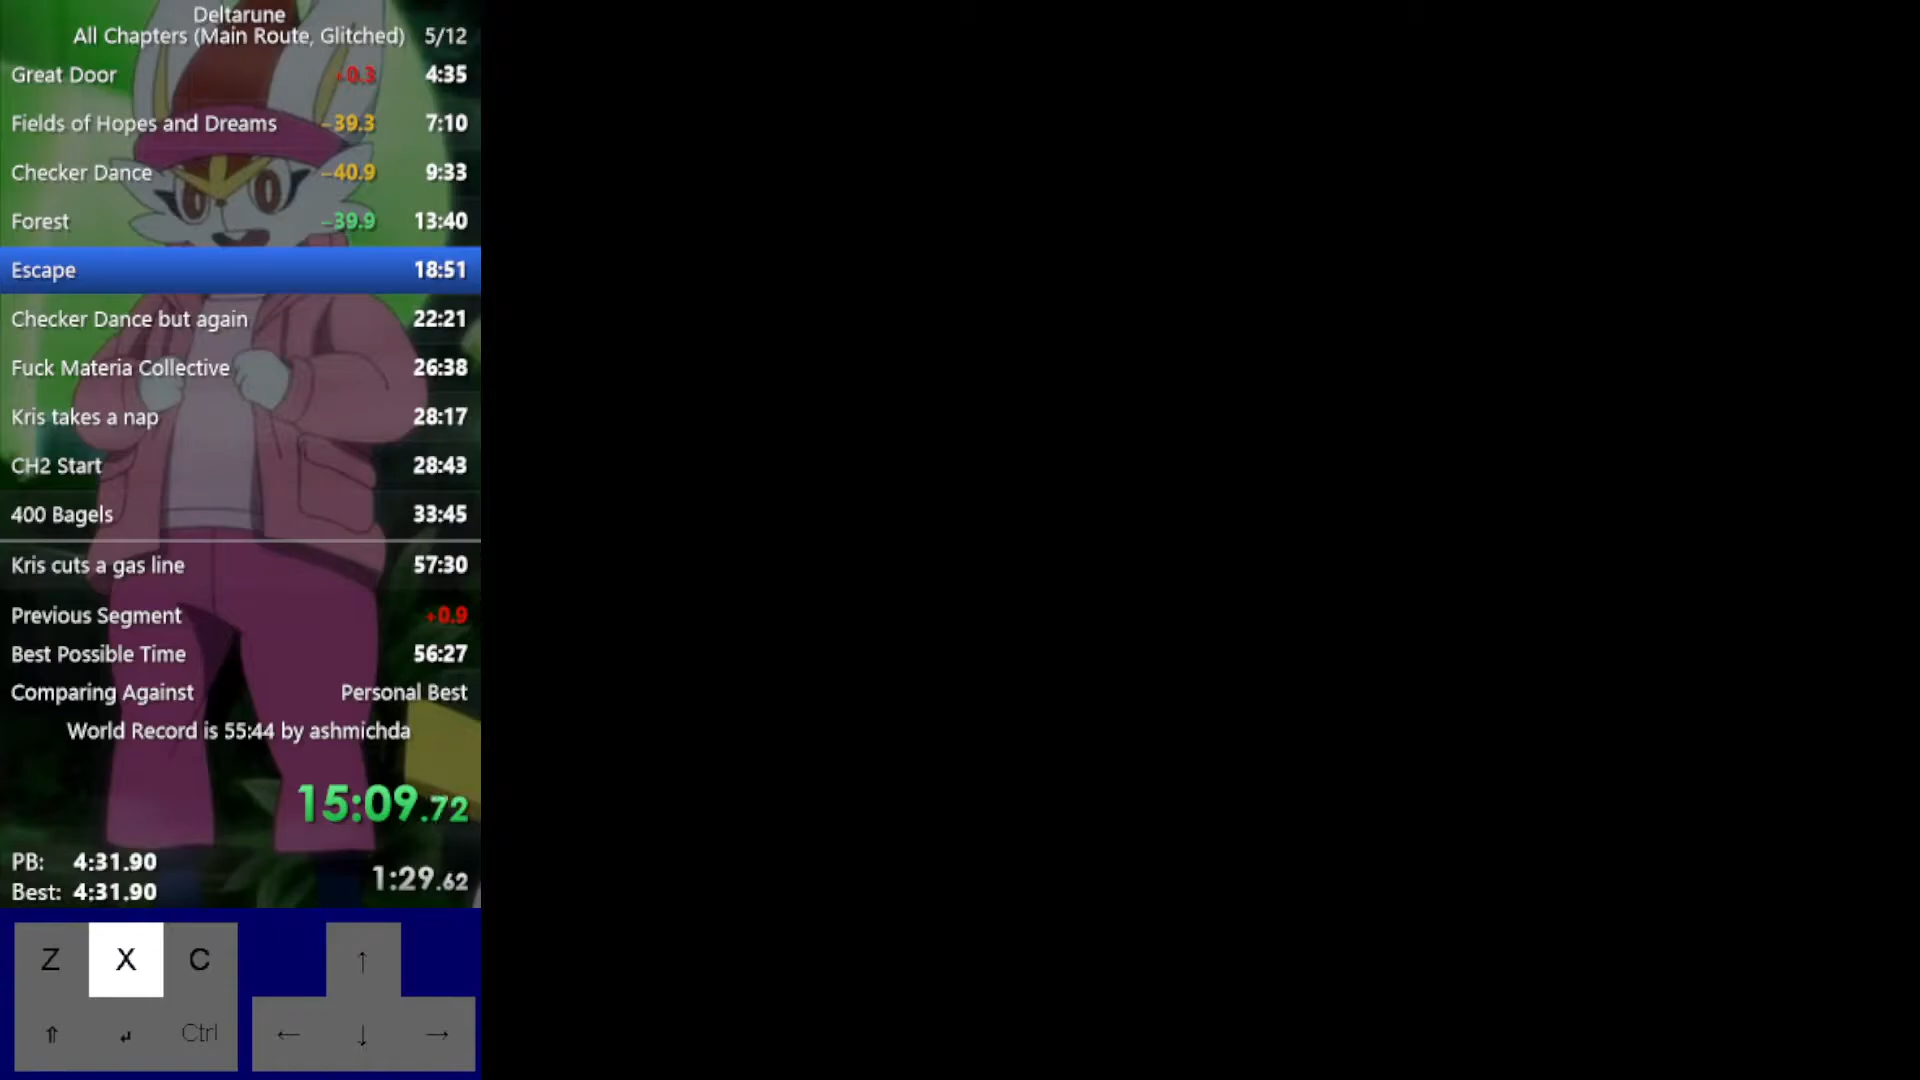 Deltarune
All Chapters (Main Route, Glitched) 5/12
Great Door +0.3 4:35
Fields of Hopes and Dreams −39.3 7:10
Checker Dance −40.9 9:33
Forest −39.9 13:40
Escape 18:51
Checker Dance but again 22:21
Fuck Materia Collective 26:38
Kris takes a nap 28:17
CH2 Start 28:43
400 Bagels 33:45
Kris cuts a gas line 57:30
Previous Segment +0.9
Best Possible Time 56:27
Comparing Against Personal Best
World Record is 55:44 by ashmichda
15:09.72
PB: 4:31.90
Best: 4:31.90
1:29.62
Z X C ↑
⇑ ↵ Ctrl ← ↓ →